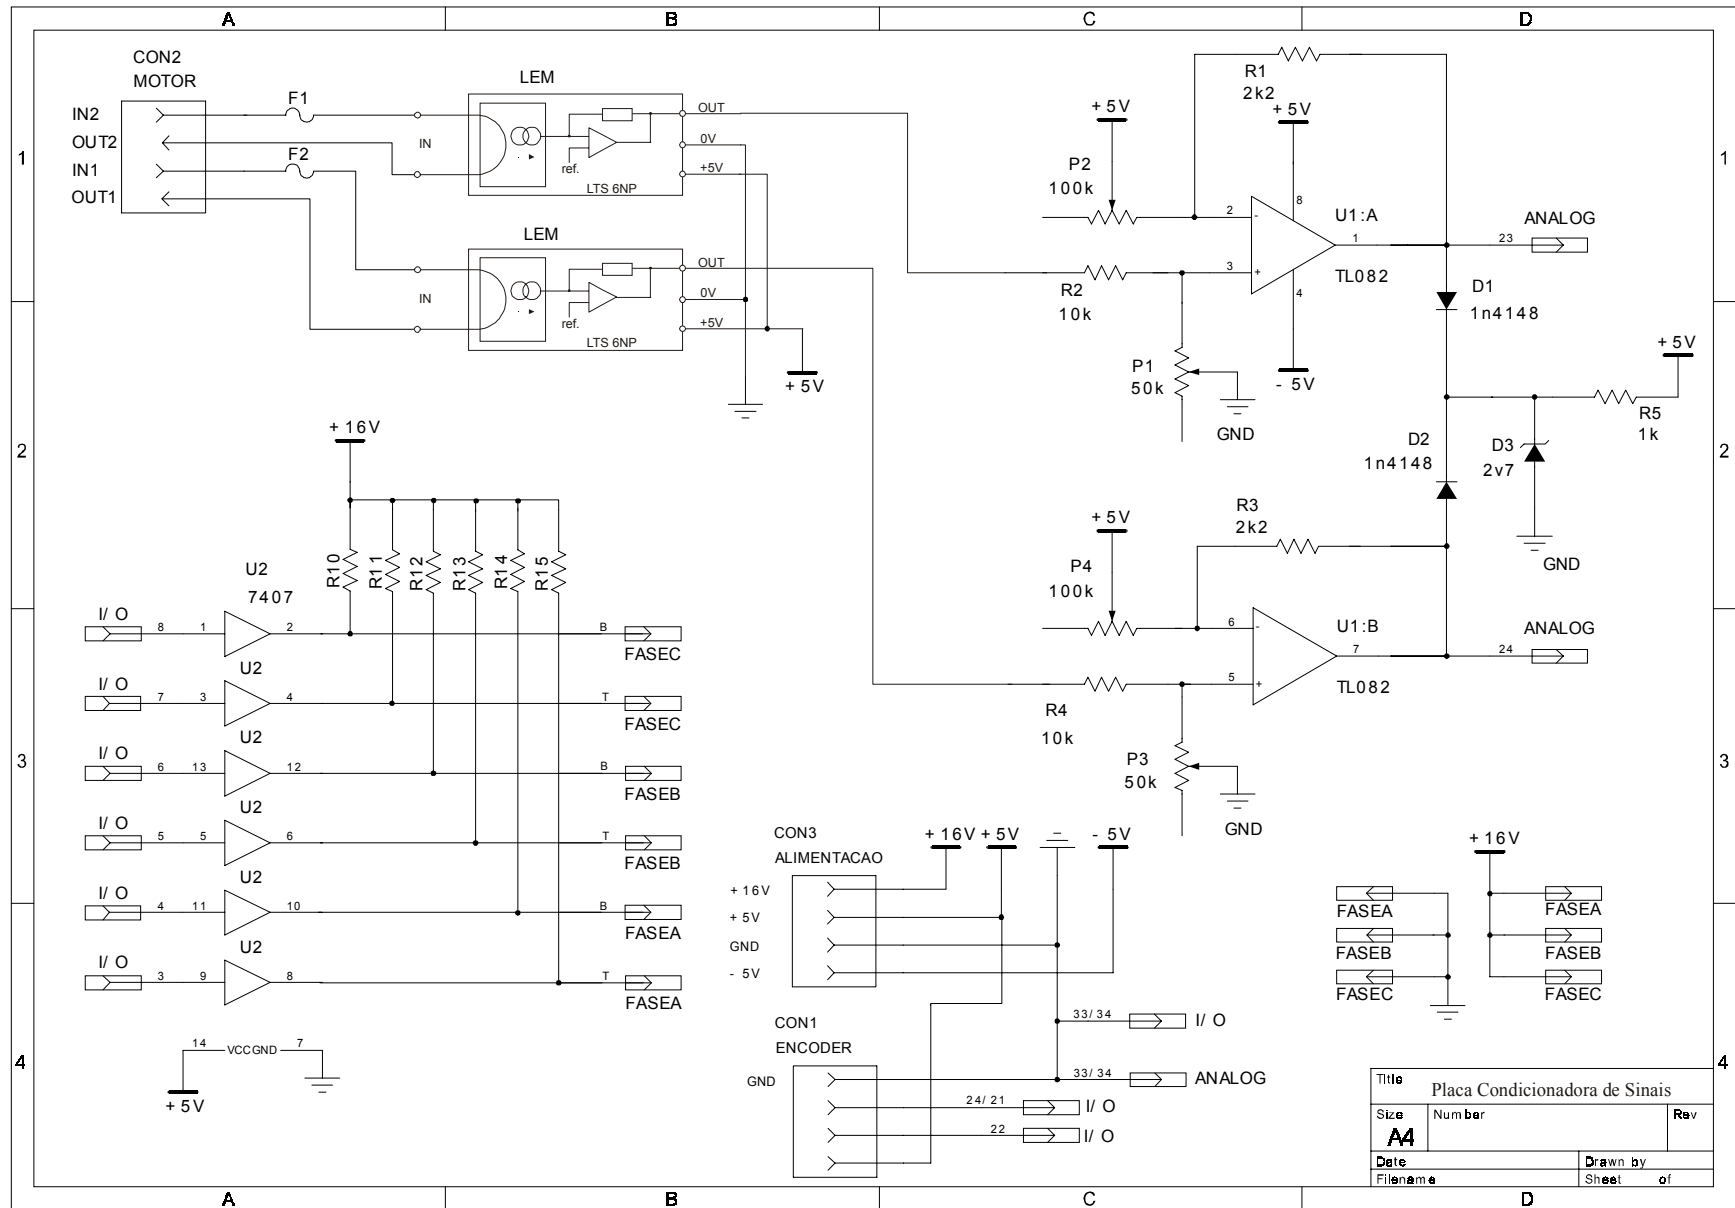 A B C D
CON2
MOTOR
IN2
OUT2
IN1
OUT1
F1
F2
LEM
IN
OUT
0V
+5V
ref.
LTS 6NP
LEM
IN
OUT
0V
+5V
ref.
LTS 6NP
+5V
1
2
3
4
R1
2k2
+5V
+5V
P2
100k
2
8
U1:A
1
3
4
TL082
R2
10k
P1
50k
GND
- 5V
ANALOG
23
D1
1n4148
+5V
R5
1k
D2
1n4148
D3
2v7
GND
+5V
R3
2k2
P4
100k
6
U1:B
7
5
TL082
R4
10k
P3
50k
GND
ANALOG
24
+16V
R10
R11
R12
R13
R14
R15
U2
7407
I/O
8
1
2
B
FASEC
U2
I/O
7
3
4
T
FASEC
U2
I/O
6
13
12
B
FASEB
U2
I/O
5
5
6
T
FASEB
U2
I/O
4
11
10
B
FASEA
U2
I/O
3
9
8
T
FASEA
14
VCCGND
7
+5V
CON3
ALIMENTACAO
+16V
+5V
GND
- 5V
+16V
+5V
- 5V
CON1
ENCODER
GND
33/34
I/O
33/34
ANALOG
24/21
I/O
22
I/O
+16V
FASEA
FASEB
FASEC
FASEA
FASEB
FASEC
1
2
3
4
Title
Placa Condicionadora de Sinais
Size
A4
Number
Rev
Date
Drawn by
Filename
Sheet of
A B C D